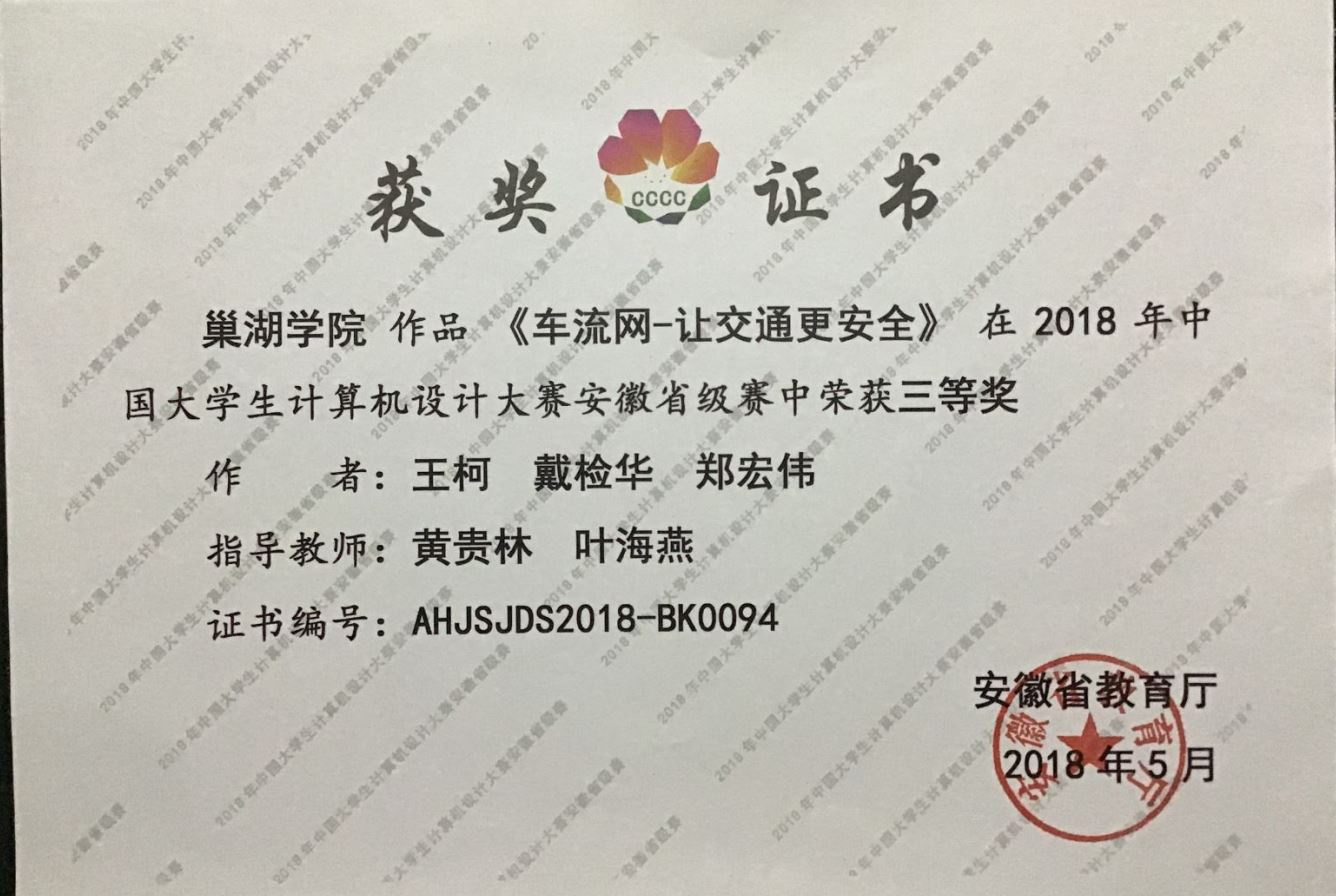 获奖 CCCC 证书
巢湖学院 作品 《车流网-让交通更安全》 在 2018 年中
国大学生计算机设计大赛安徽省级赛中荣获三等奖
作 者：王柯 戴检华 郑宏伟
指导教师：黄贵林 叶海燕
证书编号：AHJSJDS2018-BK0094
安徽省教育厅
2018 年 5 月
安徽省教育厅
2018 年中国大学生计算机设计大赛安徽省级赛